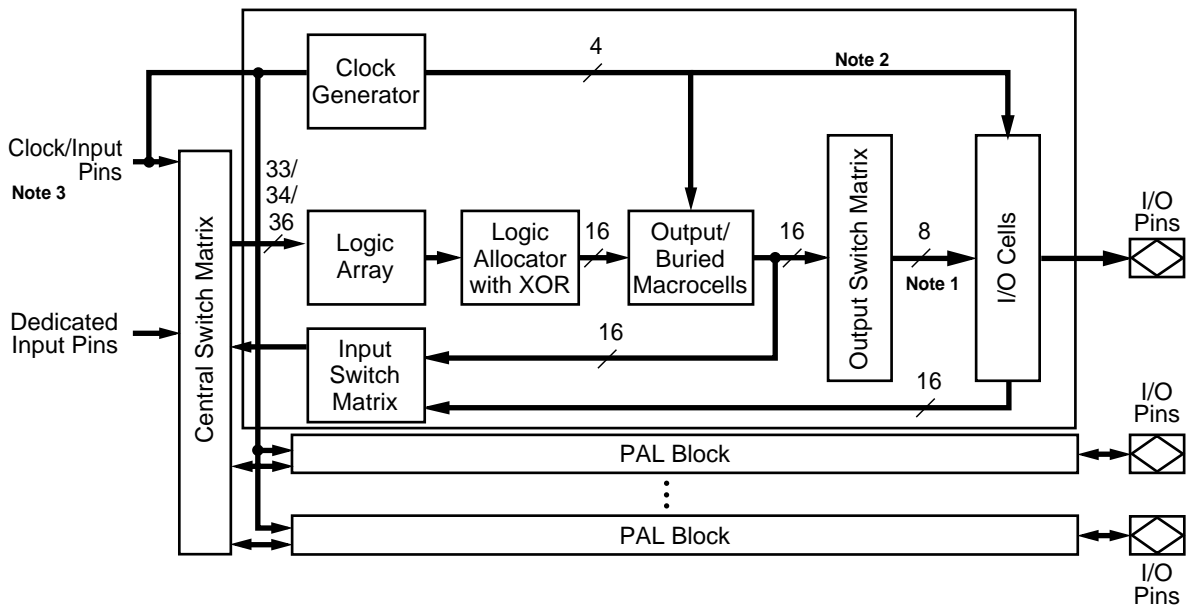 Clock
Generator
4
Note 2
Clock/Input
Pins
Note 3
33/
34/
36
Central Switch Matrix
Logic
Array
Logic
Allocator
with XOR
16
Output/
Buried
Macrocells
16
Output Switch Matrix
8
Note 1
I/O Cells
I/O
Pins
Dedicated
Input Pins
Input
Switch
Matrix
16
16
I/O
Pins
PAL Block
PAL Block
I/O
Pins